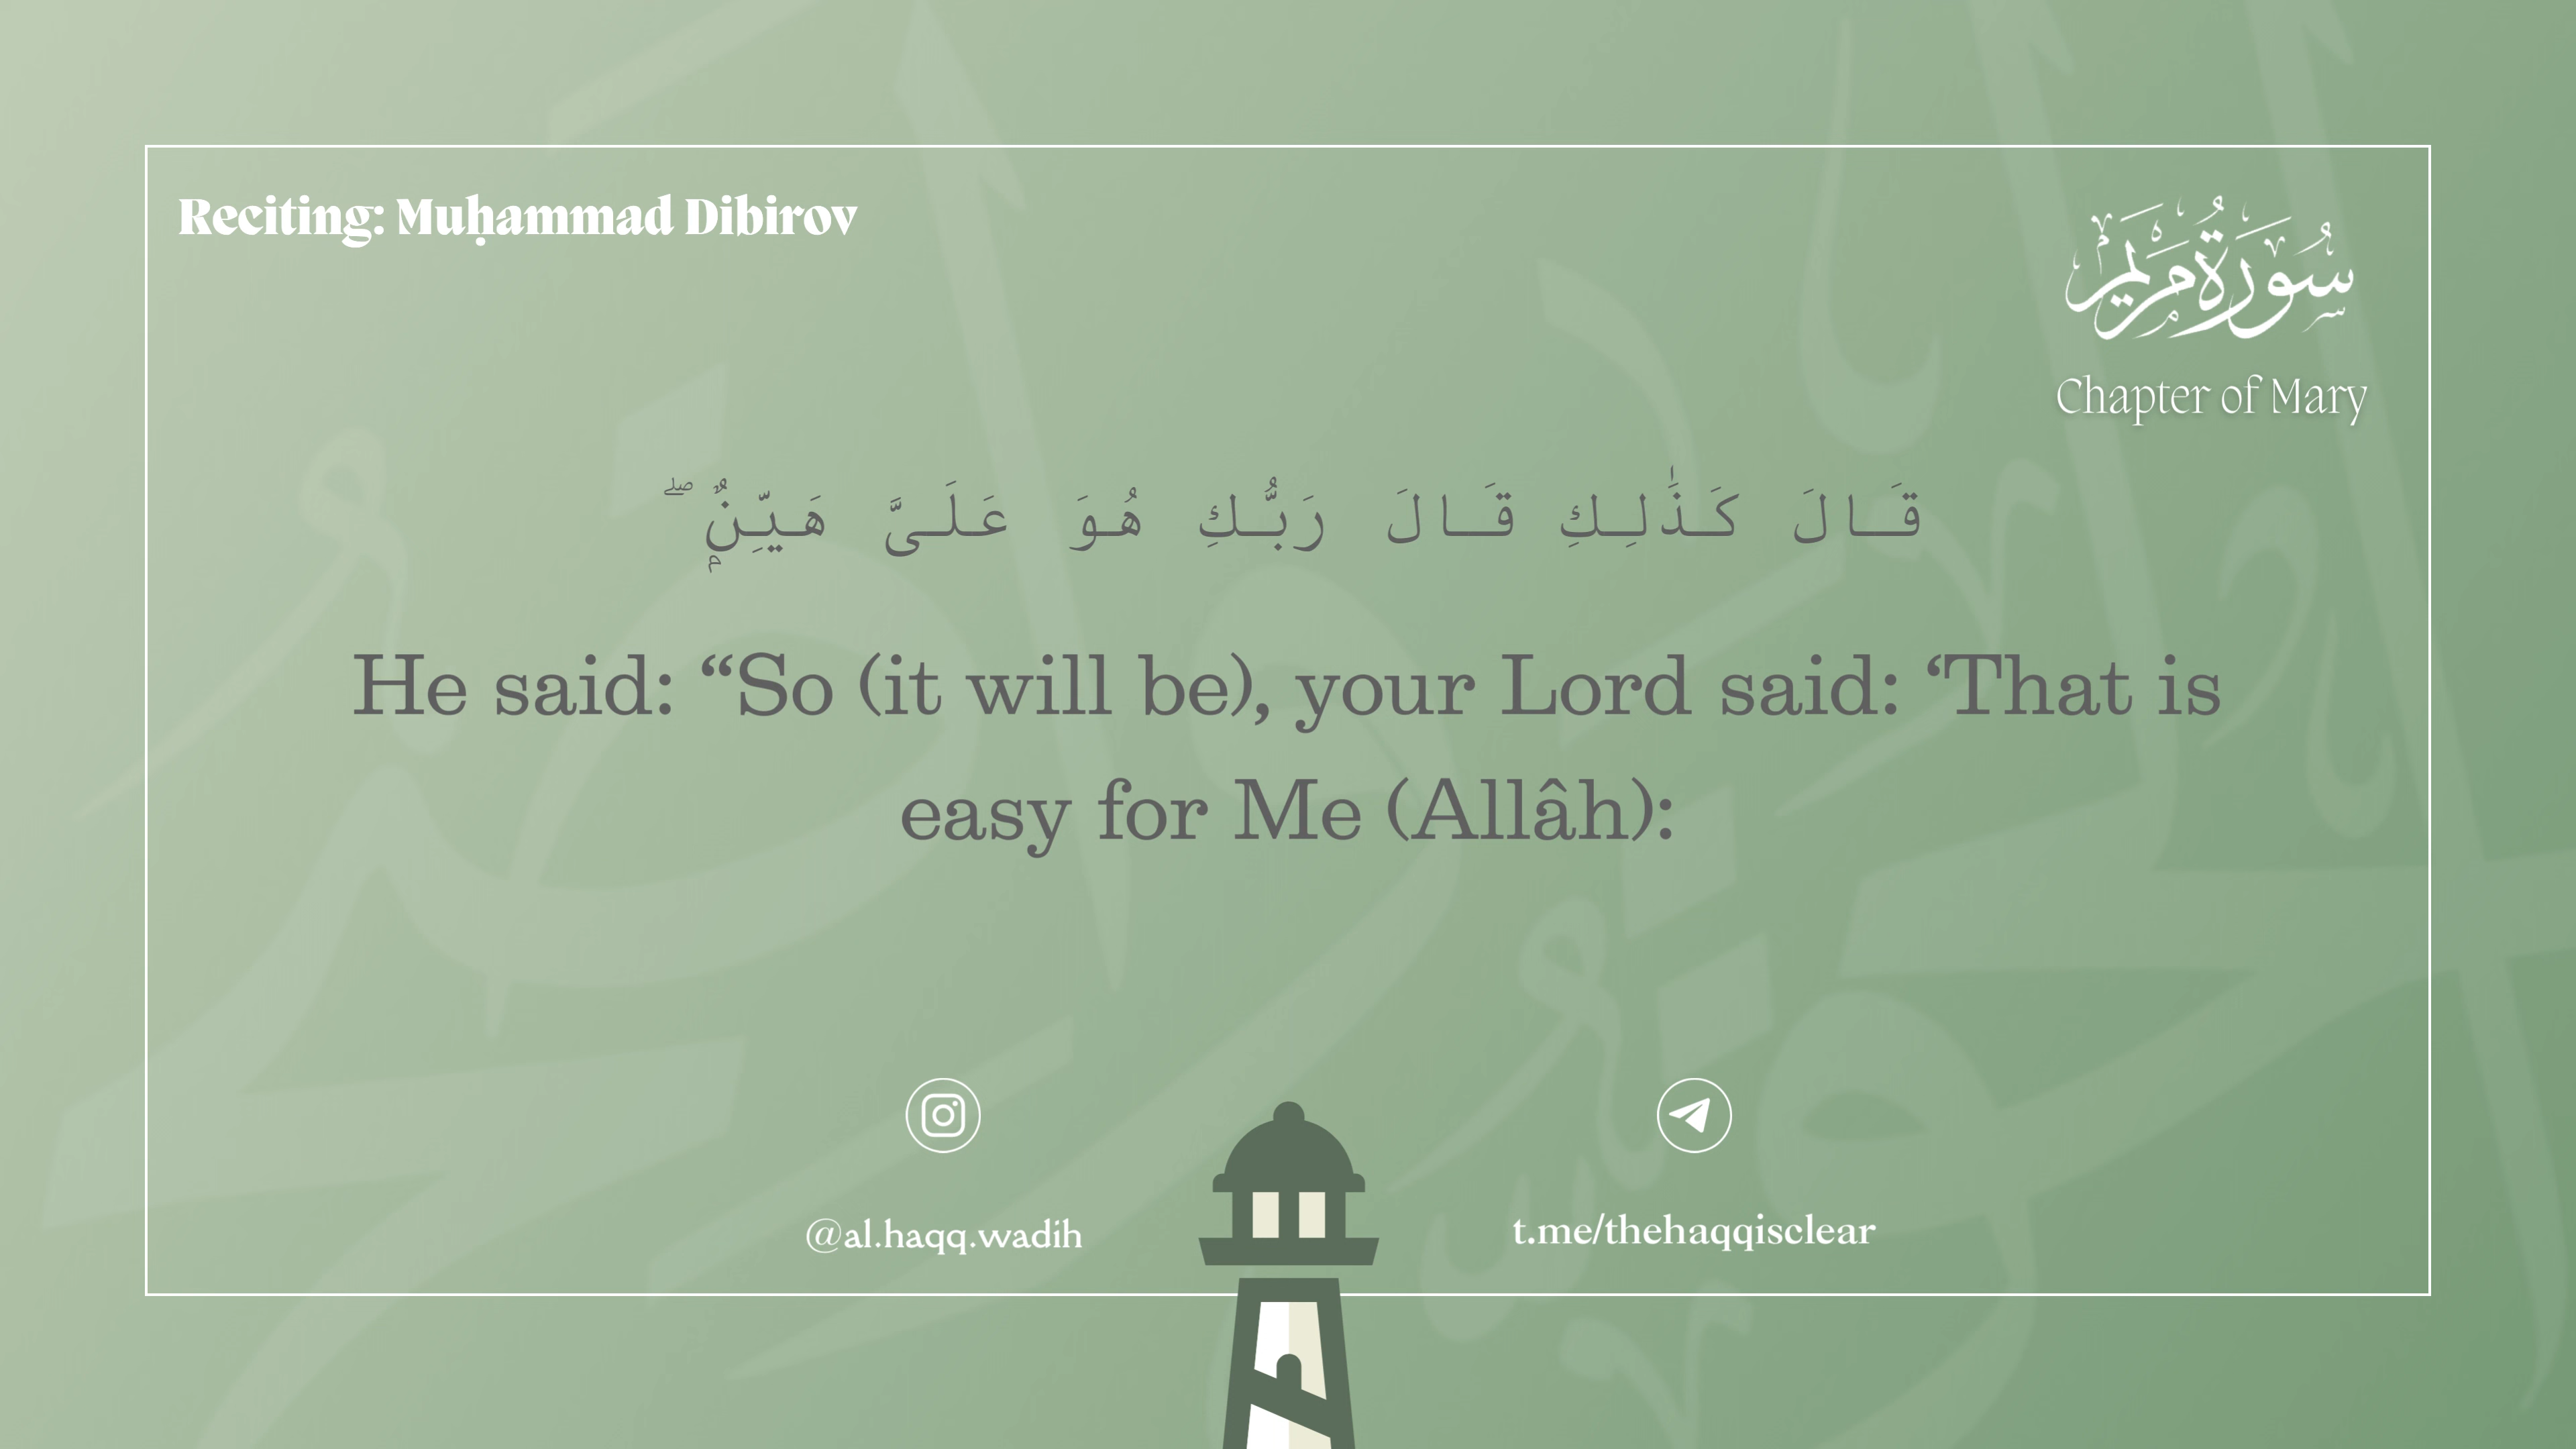 Reciting: Muḥammad Dibirov
سُورَةُ مَرْيَم
Chapter of Mary
قَالَ كَذَٰلِكِ قَالَ رَبُّكِ هُوَ عَلَىَّ هَيِّنٌۭ ۖ
He said: “So (it will be), your Lord said: ‘That is
easy for Me (Allâh):
@al.haqq.wadih
t.me/thehaqqisclear